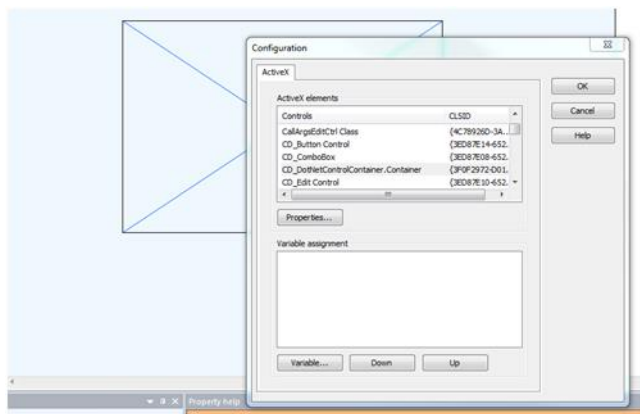 Configuration
ActiveX
OK
Cancel
Help
ActiveX elements
Controls CLSID
CallArgsEditCtrl Class {4C78926D-3A...
CD_Button Control {3ED87E14-652.
CD_ComboBox {3ED87E08-652.
CD_DotNetControlContainer.Container {3F0F2972-D01.
CD_Edit Control {3ED87E10-652.
Properties...
Variable assignment
Variable... Down Up
Property help